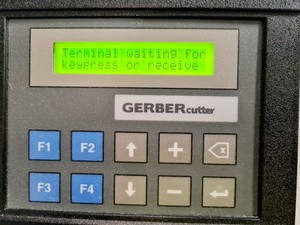 Terminal waiting for
keypress or receive
GERBERcutter
F1 F2 ↑ + ⌫
F3 F4 ↓ − ↵